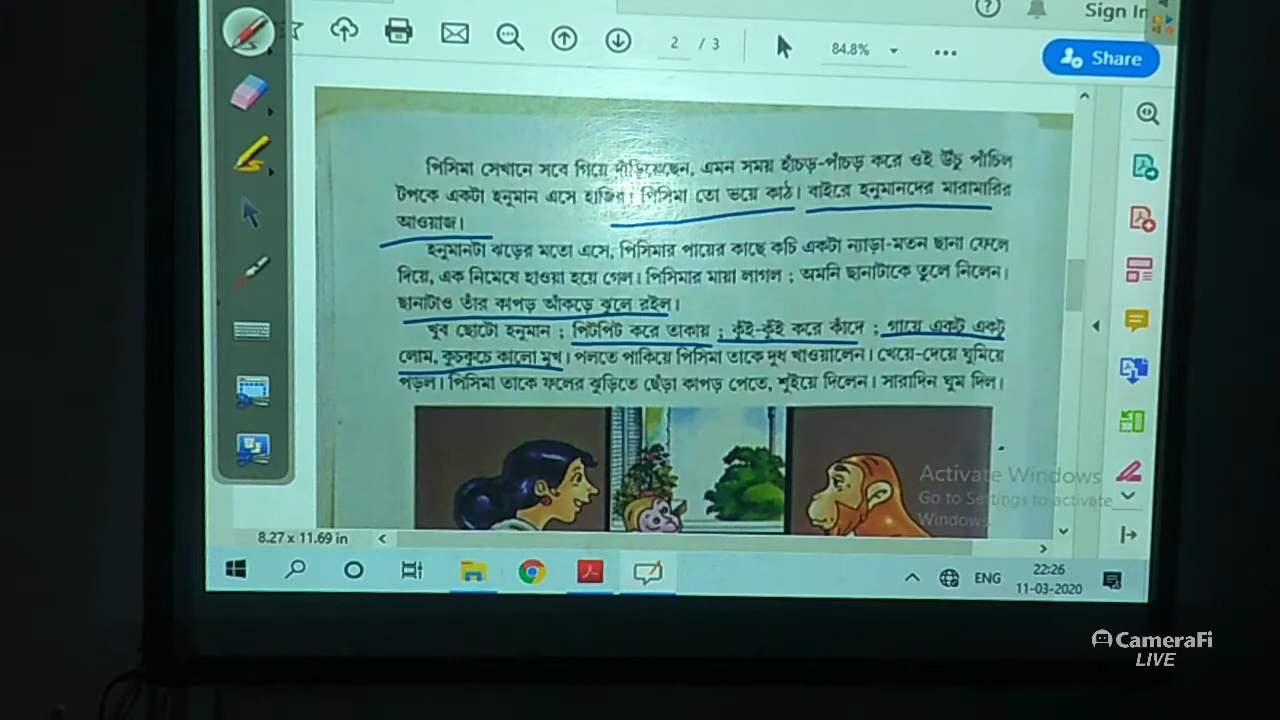 Sign In
2 / 3
84.8%
Share
পিসিমা সেখানে সবে গিয়ে দাঁড়িয়েছেন, এমন সময় হাঁচড়-পাঁচড় করে ওই উঁচু পাঁচিল
টপকে একটা হনুমান এসে হাজির। পিসিমা তো ভয়ে কাঠ। বাইরে হনুমানদের মারামারির
আওয়াজ।
হনুমানটা ঝড়ের মতো এসে, পিসিমার পায়ের কাছে কচি একটা ন্যাড়া-মতন ছানা ফেলে
দিয়ে, এক নিমেষে হাওয়া হয়ে গেল। পিসিমার মায়া লাগল ; অমনি ছানাটাকে তুলে নিলেন।
ছানাটাও তাঁর কাপড় আঁকড়ে ঝুলে রইল।
খুব ছোটো হনুমান ; পিটপিট করে তাকায় ; কুঁই-কুঁই করে কাঁদে ; গায়ে একটু একটু
লোম, কুচকুচে কালো মুখ। পলতে পাকিয়ে পিসিমা তাকে দুধ খাওয়ালেন। খেয়ে-দেয়ে ঘুমিয়ে
পড়ল। পিসিমা তাকে ফলের ঝুড়িতে ছেঁড়া কাপড় পেতে, শুইয়ে দিলেন। সারাদিন ঘুম দিল।
Activate Windows
Go to Settings to activate
Windows.
8.27 x 11.69 in
ENG
22:26
11-03-2020
CameraFi
LIVE